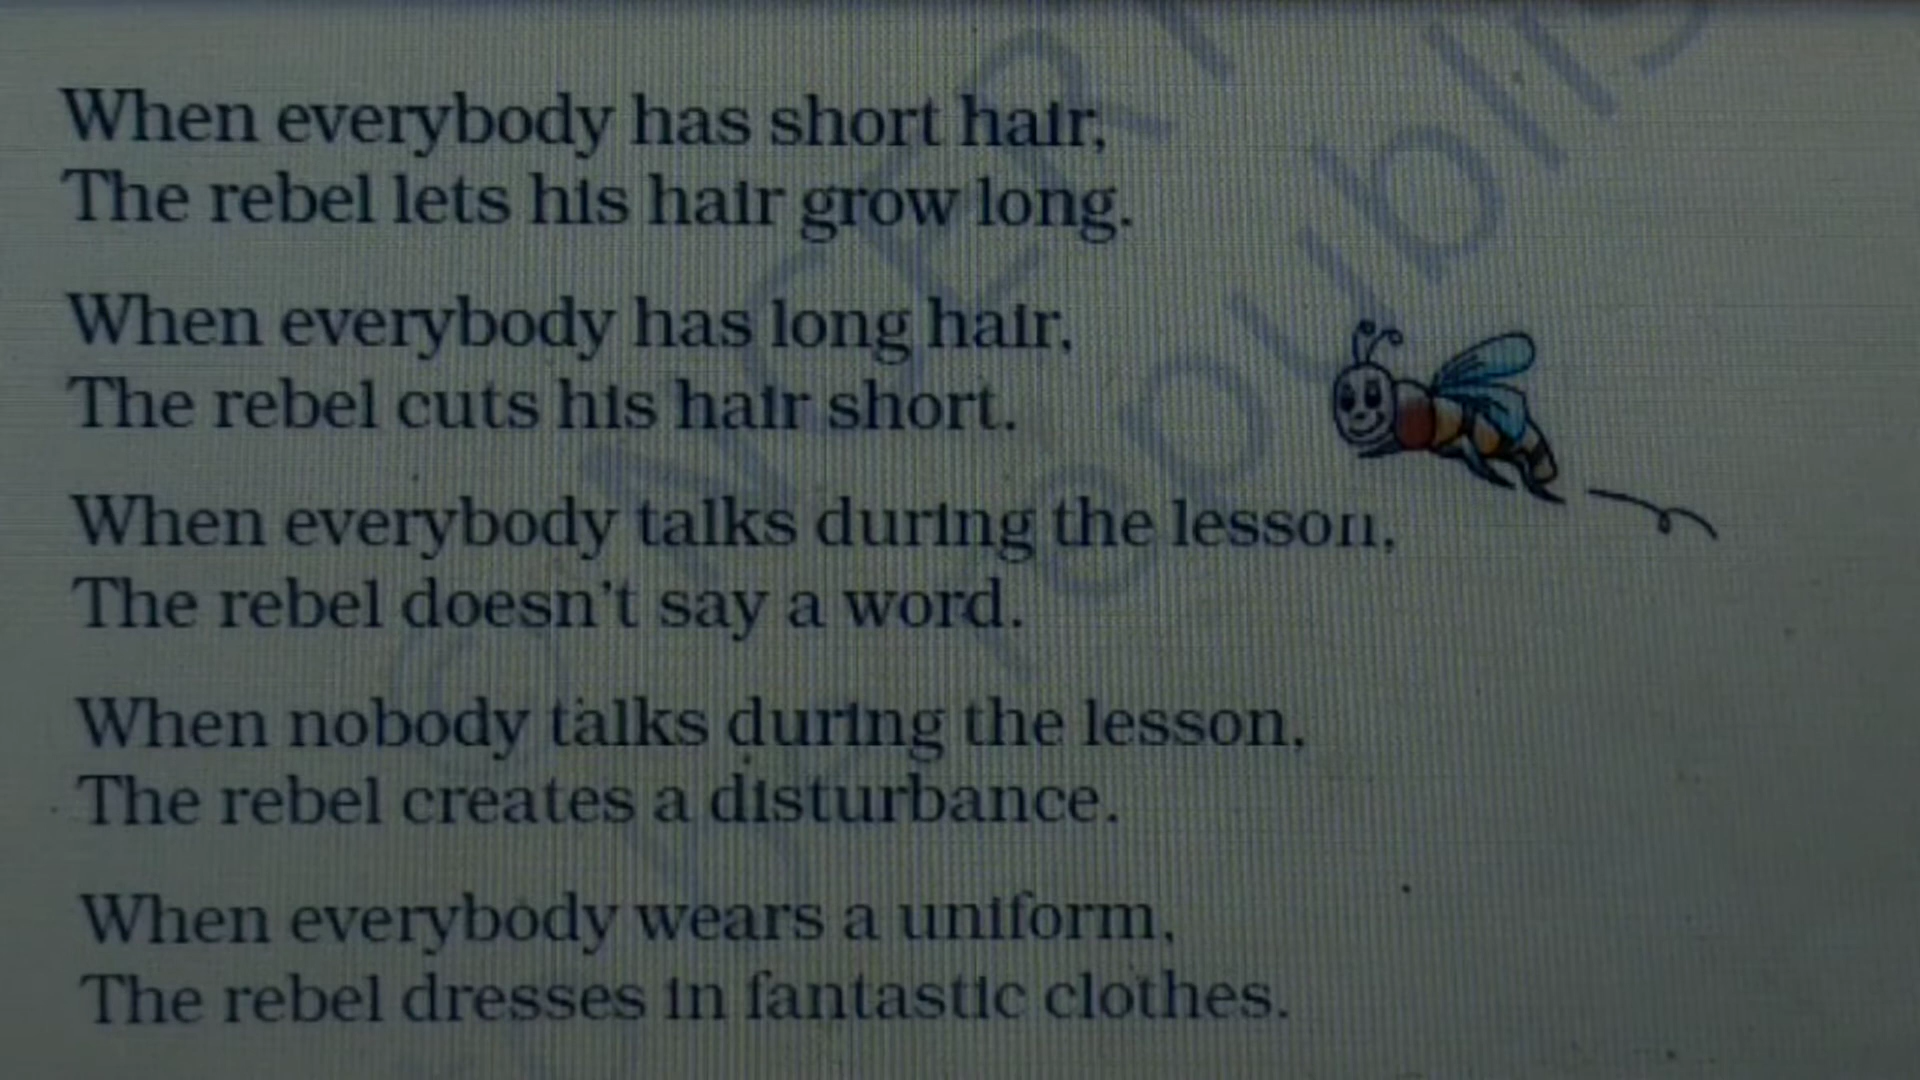 When everybody has short hair,
The rebel lets his hair grow long.
When everybody has long hair,
The rebel cuts his hair short.
When everybody talks during the lesson,
The rebel doesn't say a word.
When nobody talks during the lesson,
The rebel creates a disturbance.
When everybody wears a uniform,
The rebel dresses in fantastic clothes.